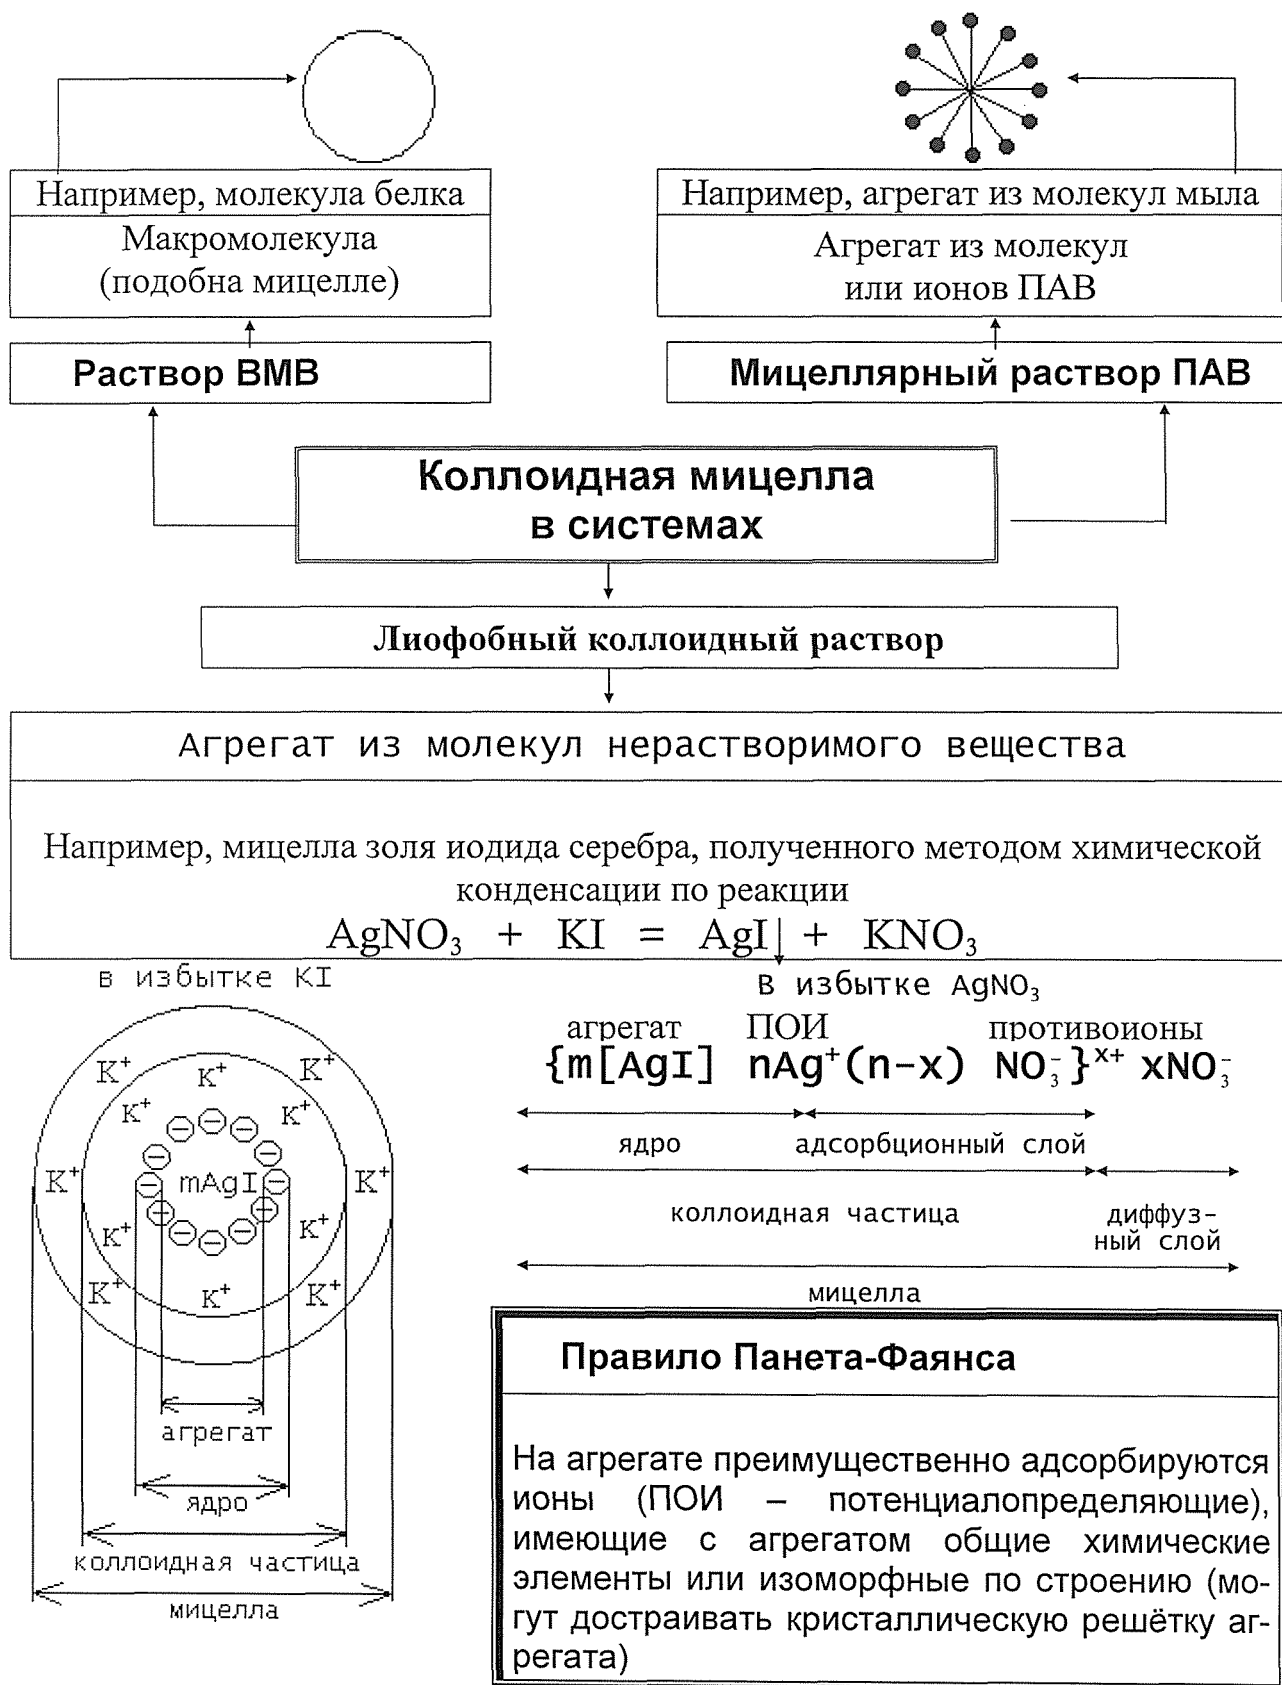 Например, молекула белка
Макромолекула
(подобна мицелле)
Раствор ВМВ
Например, агрегат из молекул мыла
Агрегат из молекул
или ионов ПАВ
Мицеллярный раствор ПАВ
Коллоидная мицелла
в системах
Лиофобный коллоидный раствор
Агрегат из молекул нерастворимого вещества
Например, мицелла золя иодида серебра, полученного методом химической
конденсации по реакции
AgNO₃ + KI = AgI↓ + KNO₃
в избытке KI
K⁺ K⁺ K⁺
K⁺ K⁺
K⁺ mAgI K⁺
K⁺ K⁺
K⁺ K⁺ K⁺
агрегат
ядро
коллоидная частица
мицелла
В избытке AgNO₃
агрегат ПОИ противоионы
{m[AgI] nAg⁺(n-x) NO₃⁻}ˣ⁺ xNO₃⁻
ядро адсорбционный слой
коллоидная частица
диффуз-
ный слой
мицелла
Правило Панета-Фаянса
На агрегате преимущественно адсорбируются
ионы (ПОИ – потенциалопределяющие),
имеющие с агрегатом общие химические
элементы или изоморфные по строению (мо-
гут достраивать кристаллическую решётку аг-
регата)